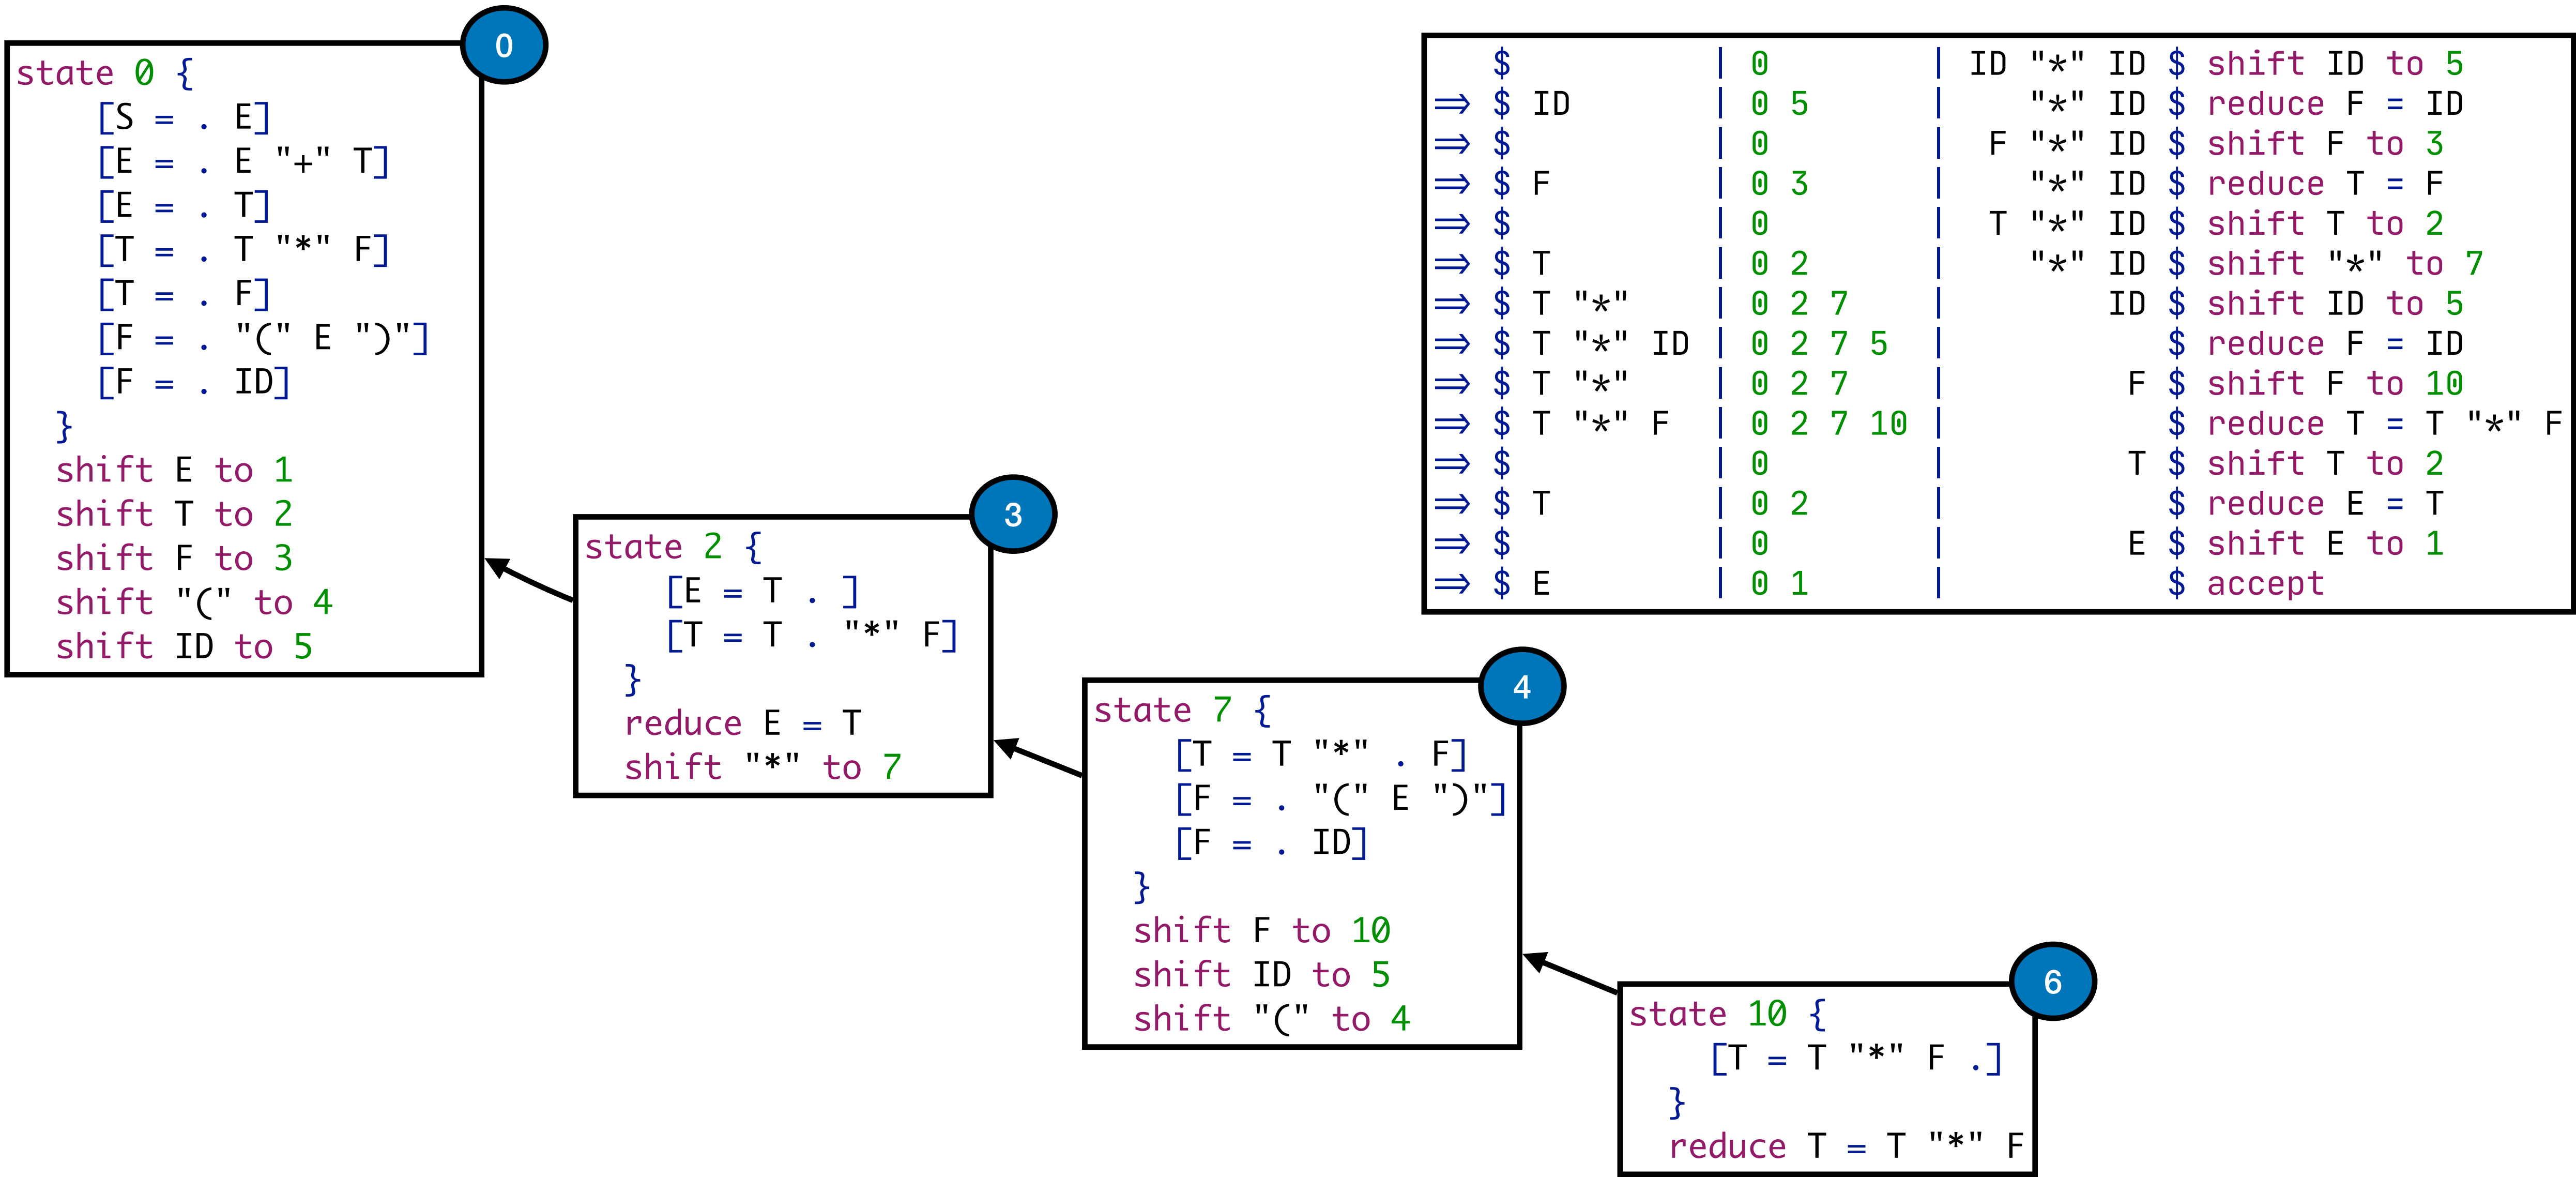 0
state 0 {
[S = . E]
[E = . E "+" T]
[E = . T]
[T = . T "*" F]
[T = . F]
[F = . "(" E ")"]
[F = . ID]
}
shift E to 1
shift T to 2
shift F to 3
shift "(" to 4
shift ID to 5
3
state 2 {
[E = T . ]
[T = T . "*" F]
}
reduce E = T
shift "*" to 7
4
state 7 {
[T = T "*" . F]
[F = . "(" E ")"]
[F = . ID]
}
shift F to 10
shift ID to 5
shift "(" to 4
6
state 10 {
[T = T "*" F .]
}
reduce T = T "*" F
$ | 0 | ID "*" ID $ shift ID to 5
⇒ $ ID | 0 5 | "*" ID $ reduce F = ID
⇒ $ | 0 | F "*" ID $ shift F to 3
⇒ $ F | 0 3 | "*" ID $ reduce T = F
⇒ $ | 0 | T "*" ID $ shift T to 2
⇒ $ T | 0 2 | "*" ID $ shift "*" to 7
⇒ $ T "*" | 0 2 7 | ID $ shift ID to 5
⇒ $ T "*" ID | 0 2 7 5 | $ reduce F = ID
⇒ $ T "*" | 0 2 7 | F $ shift F to 10
⇒ $ T "*" F | 0 2 7 10 | $ reduce T = T "*" F
⇒ $ | 0 | T $ shift T to 2
⇒ $ T | 0 2 | $ reduce E = T
⇒ $ | 0 | E $ shift E to 1
⇒ $ E | 0 1 | $ accept